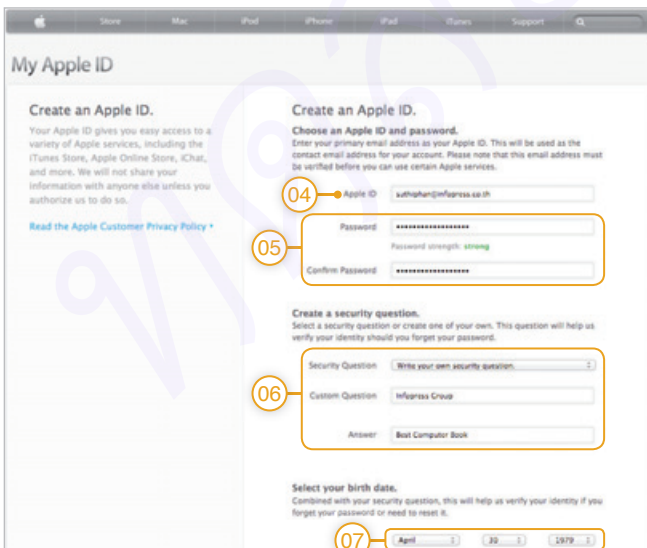 Store Mac iPod iPhone iPad iTunes Support
My Apple ID
Create an Apple ID.
Your Apple ID gives you easy access to a
variety of Apple services, including the
iTunes Store, Apple Online Store, iChat,
and more. We will not share your
information with anyone else unless you
authorize us to do so.
Read the Apple Customer Privacy Policy
Create an Apple ID.
Choose an Apple ID and password.
Enter your primary email address as your Apple ID. This will be used as the
contact email address for your account. Please note that this email address must
be verified before you can use certain Apple services.
04 Apple ID suthiphan@infopress.co.th
05
Password ••••••••••••••••••
Password strength: strong
Confirm Password ••••••••••••••••••
Create a security question.
Select a security question or create one of your own. This question will help us
verify your identity should you forget your password.
06
Security Question Write your own security question.
Custom Question Infopress Group
Answer Best Computer Book
Select your birth date.
Combined with your security question, this will help us verify your identity if you
forget your password or need to reset it.
07 April 30 1979